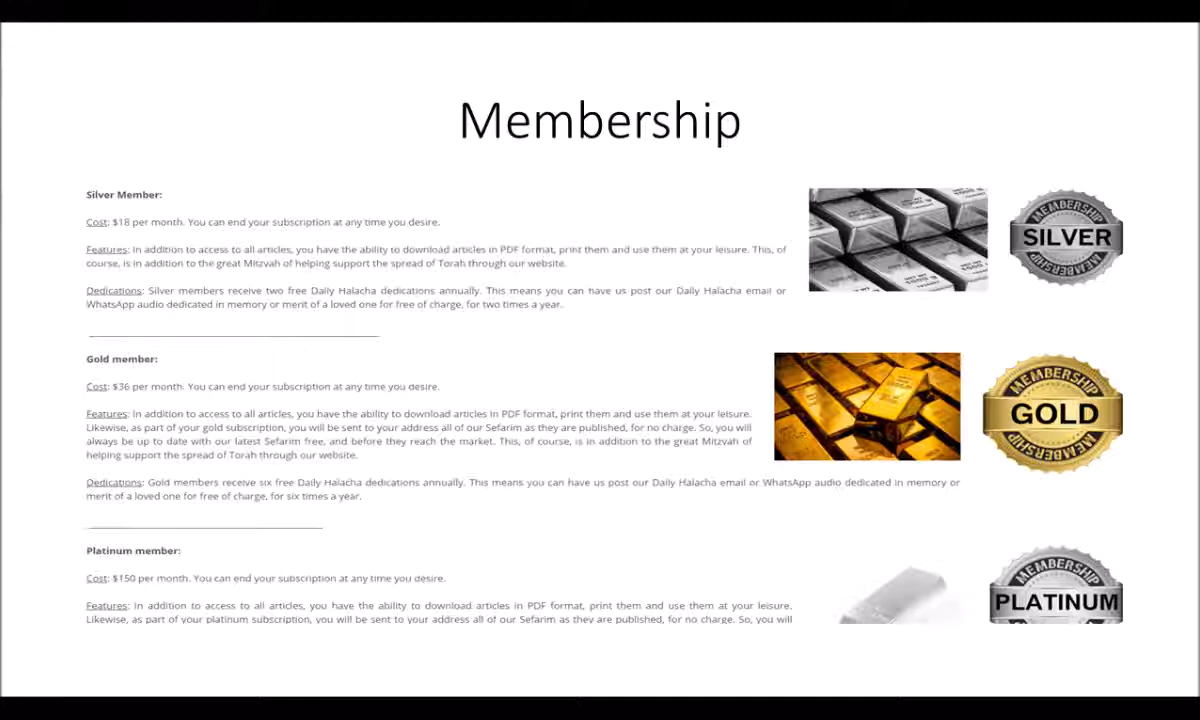 Membership
Silver Member:
Cost: $18 per month. You can end your subscription at any time you desire.
Features: In addition to access to all articles, you have the ability to download articles in PDF format, print them and use them at your leisure. This, of
course, is in addition to the great Mitzvah of helping support the spread of Torah through our website.
Dedications: Silver members receive two free Daily Halacha dedications annually. This means you can have us post our Daily Halacha email or
WhatsApp audio dedicated in memory or merit of a loved one for free of charge, for two times a year.
MEMBERSHIP
SILVER
MEMBERSHIP
Gold member:
Cost: $36 per month. You can end your subscription at any time you desire.
Features: In addition to access to all articles, you have the ability to download articles in PDF format, print them and use them at your leisure.
Likewise, as part of your gold subscription, you will be sent to your address all of our Sefarim as they are published, for no charge. So, you will
always be up to date with our latest Sefarim free, and before they reach the market. This, of course, is in addition to the great Mitzvah of
helping support the spread of Torah through our website.
Dedications: Gold members receive six free Daily Halacha dedications annually. This means you can have us post our Daily Halacha email or WhatsApp audio dedicated in memory or
merit of a loved one for free of charge, for six times a year.
MEMBERSHIP
GOLD
MEMBERSHIP
Platinum member:
Cost: $150 per month. You can end your subscription at any time you desire.
Features: In addition to access to all articles, you have the ability to download articles in PDF format, print them and use them at your leisure.
Likewise, as part of your platinum subscription, you will be sent to your address all of our Sefarim as they are published, for no charge. So, you will
MEMBERSHIP
PLATINUM